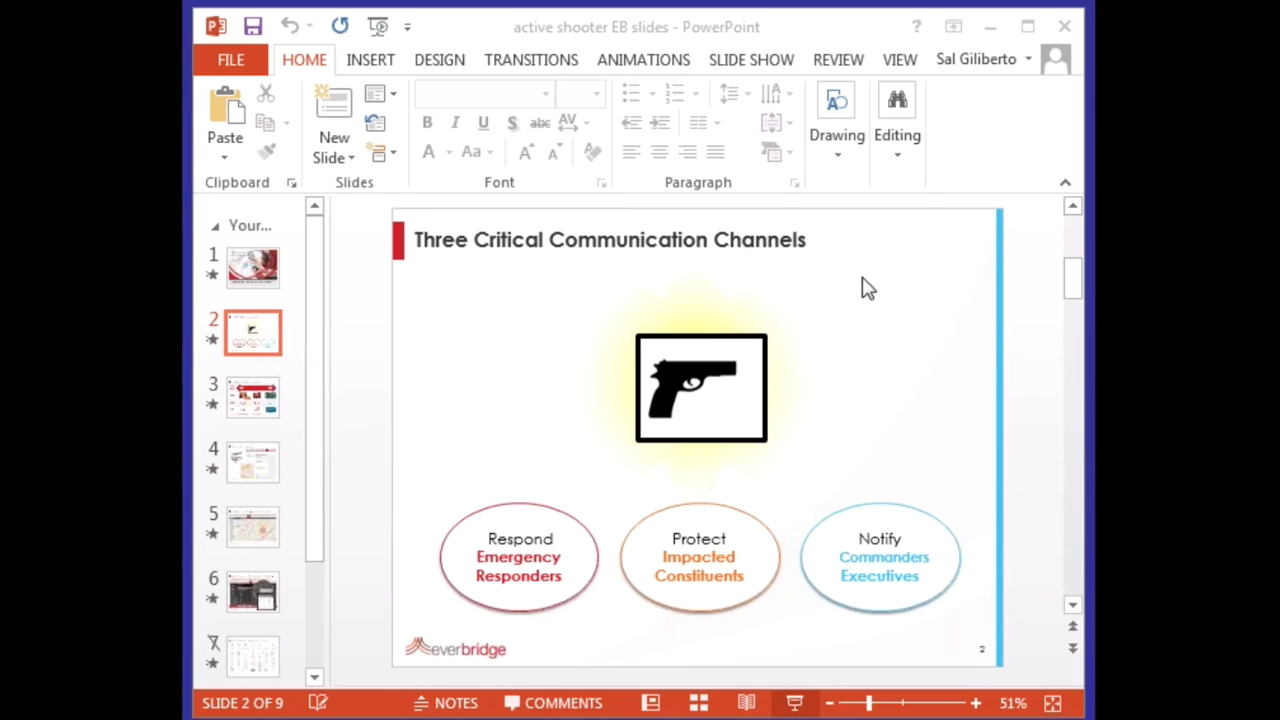 active shooter EB slides - PowerPoint
?
FILE HOME INSERT DESIGN TRANSITIONS ANIMATIONS SLIDE SHOW REVIEW VIEW Sal Giliberto
Paste
New
Slide
B I U S abc AV
A Aa A A
Drawing
Editing
Clipboard Slides Font Paragraph
Your...
1
2
3
4
5
6
7
Three Critical Communication Channels
Respond
Emergency
Responders
Protect
Impacted
Constituents
Notify
Commanders
Executives
everbridge
2
SLIDE 2 OF 9 NOTES COMMENTS 51%